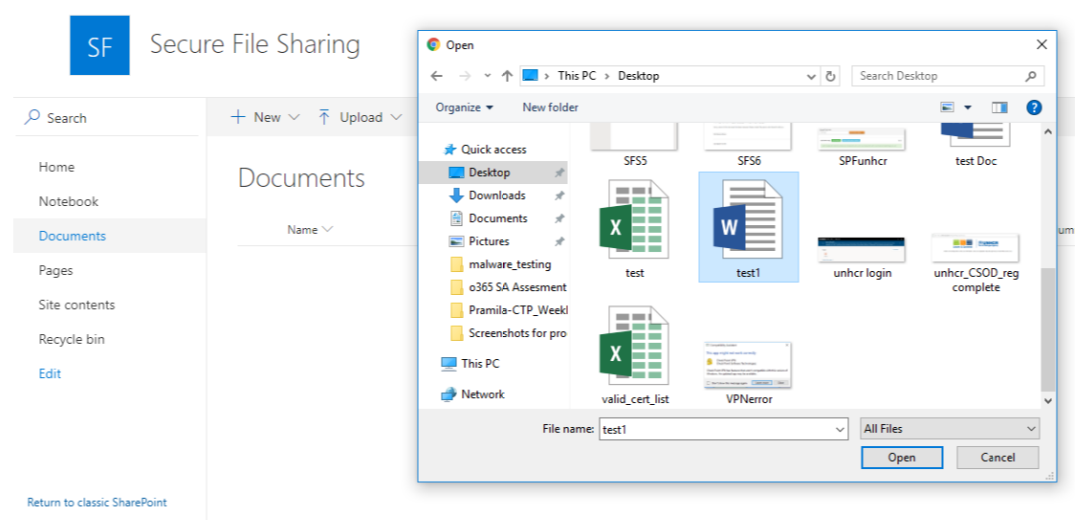 SF
Secure File Sharing
Search
New
Upload
Home
Notebook
Documents
Pages
Site contents
Recycle bin
Edit
Return to classic SharePoint
Documents
Name
Open
This PC > Desktop
Search Desktop
Organize
New folder
?
Quick access
Desktop
Downloads
Documents
Pictures
malware_testing
o365 SA Assesment
Pramila-CTP_Weekl
Screenshots for pro
This PC
Network
SFS5
SFS6
SPFunhcr
test Doc
X
test
W
test1
unhcr login
unhcr_CSOD_reg
complete
X
valid_cert_list
VPNerror
File name:
test1
All Files
Open
Cancel